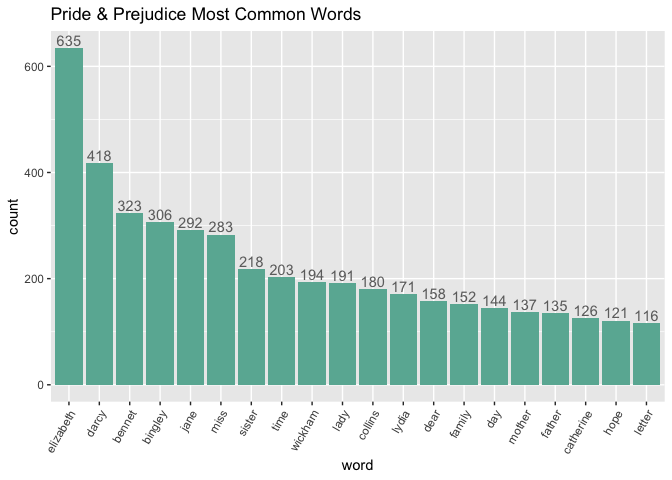 Pride & Prejudice Most Common Words
635
418
323
306
292
283
218
203
194
191
180
171
158
152
144
137
135
126
121
116
600
400
200
0
count
elizabeth
darcy
bennet
bingley
jane
miss
sister
time
wickham
lady
collins
lydia
dear
family
day
mother
father
catherine
hope
letter
word